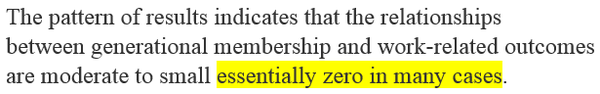 The pattern of results indicates that the relationships
between generational membership and work-related outcomes
are moderate to small essentially zero in many cases.